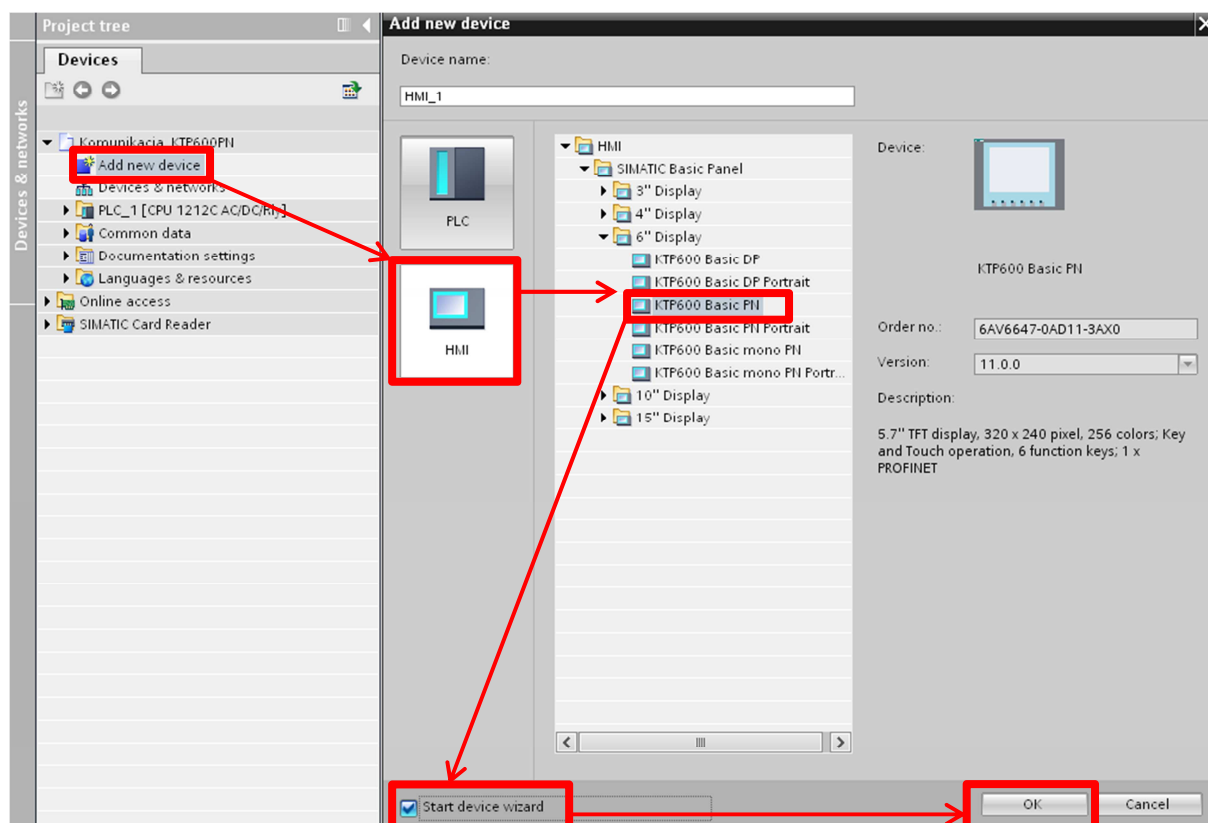 Project tree
Devices
Devices & networks
Komunikacia_KTP600PN
Add new device
Devices & networks
PLC_1 [CPU 1212C AC/DC/Rly]
Common data
Documentation settings
Languages & resources
Online access
SIMATIC Card Reader
Add new device
Device name:
HMI_1
PLC
HMI
HMI
SIMATIC Basic Panel
3" Display
4" Display
6" Display
KTP600 Basic DP
KTP600 Basic DP Portrait
KTP600 Basic PN
KTP600 Basic PN Portrait
KTP600 Basic mono PN
KTP600 Basic mono PN Portr...
10" Display
15" Display
Device:
KTP600 Basic PN
Order no.:
6AV6647-0AD11-3AX0
Version:
11.0.0
Description:
5.7" TFT display, 320 x 240 pixel, 256 colors; Key
and Touch operation, 6 function keys; 1 x
PROFINET
Start device wizard
OK
Cancel